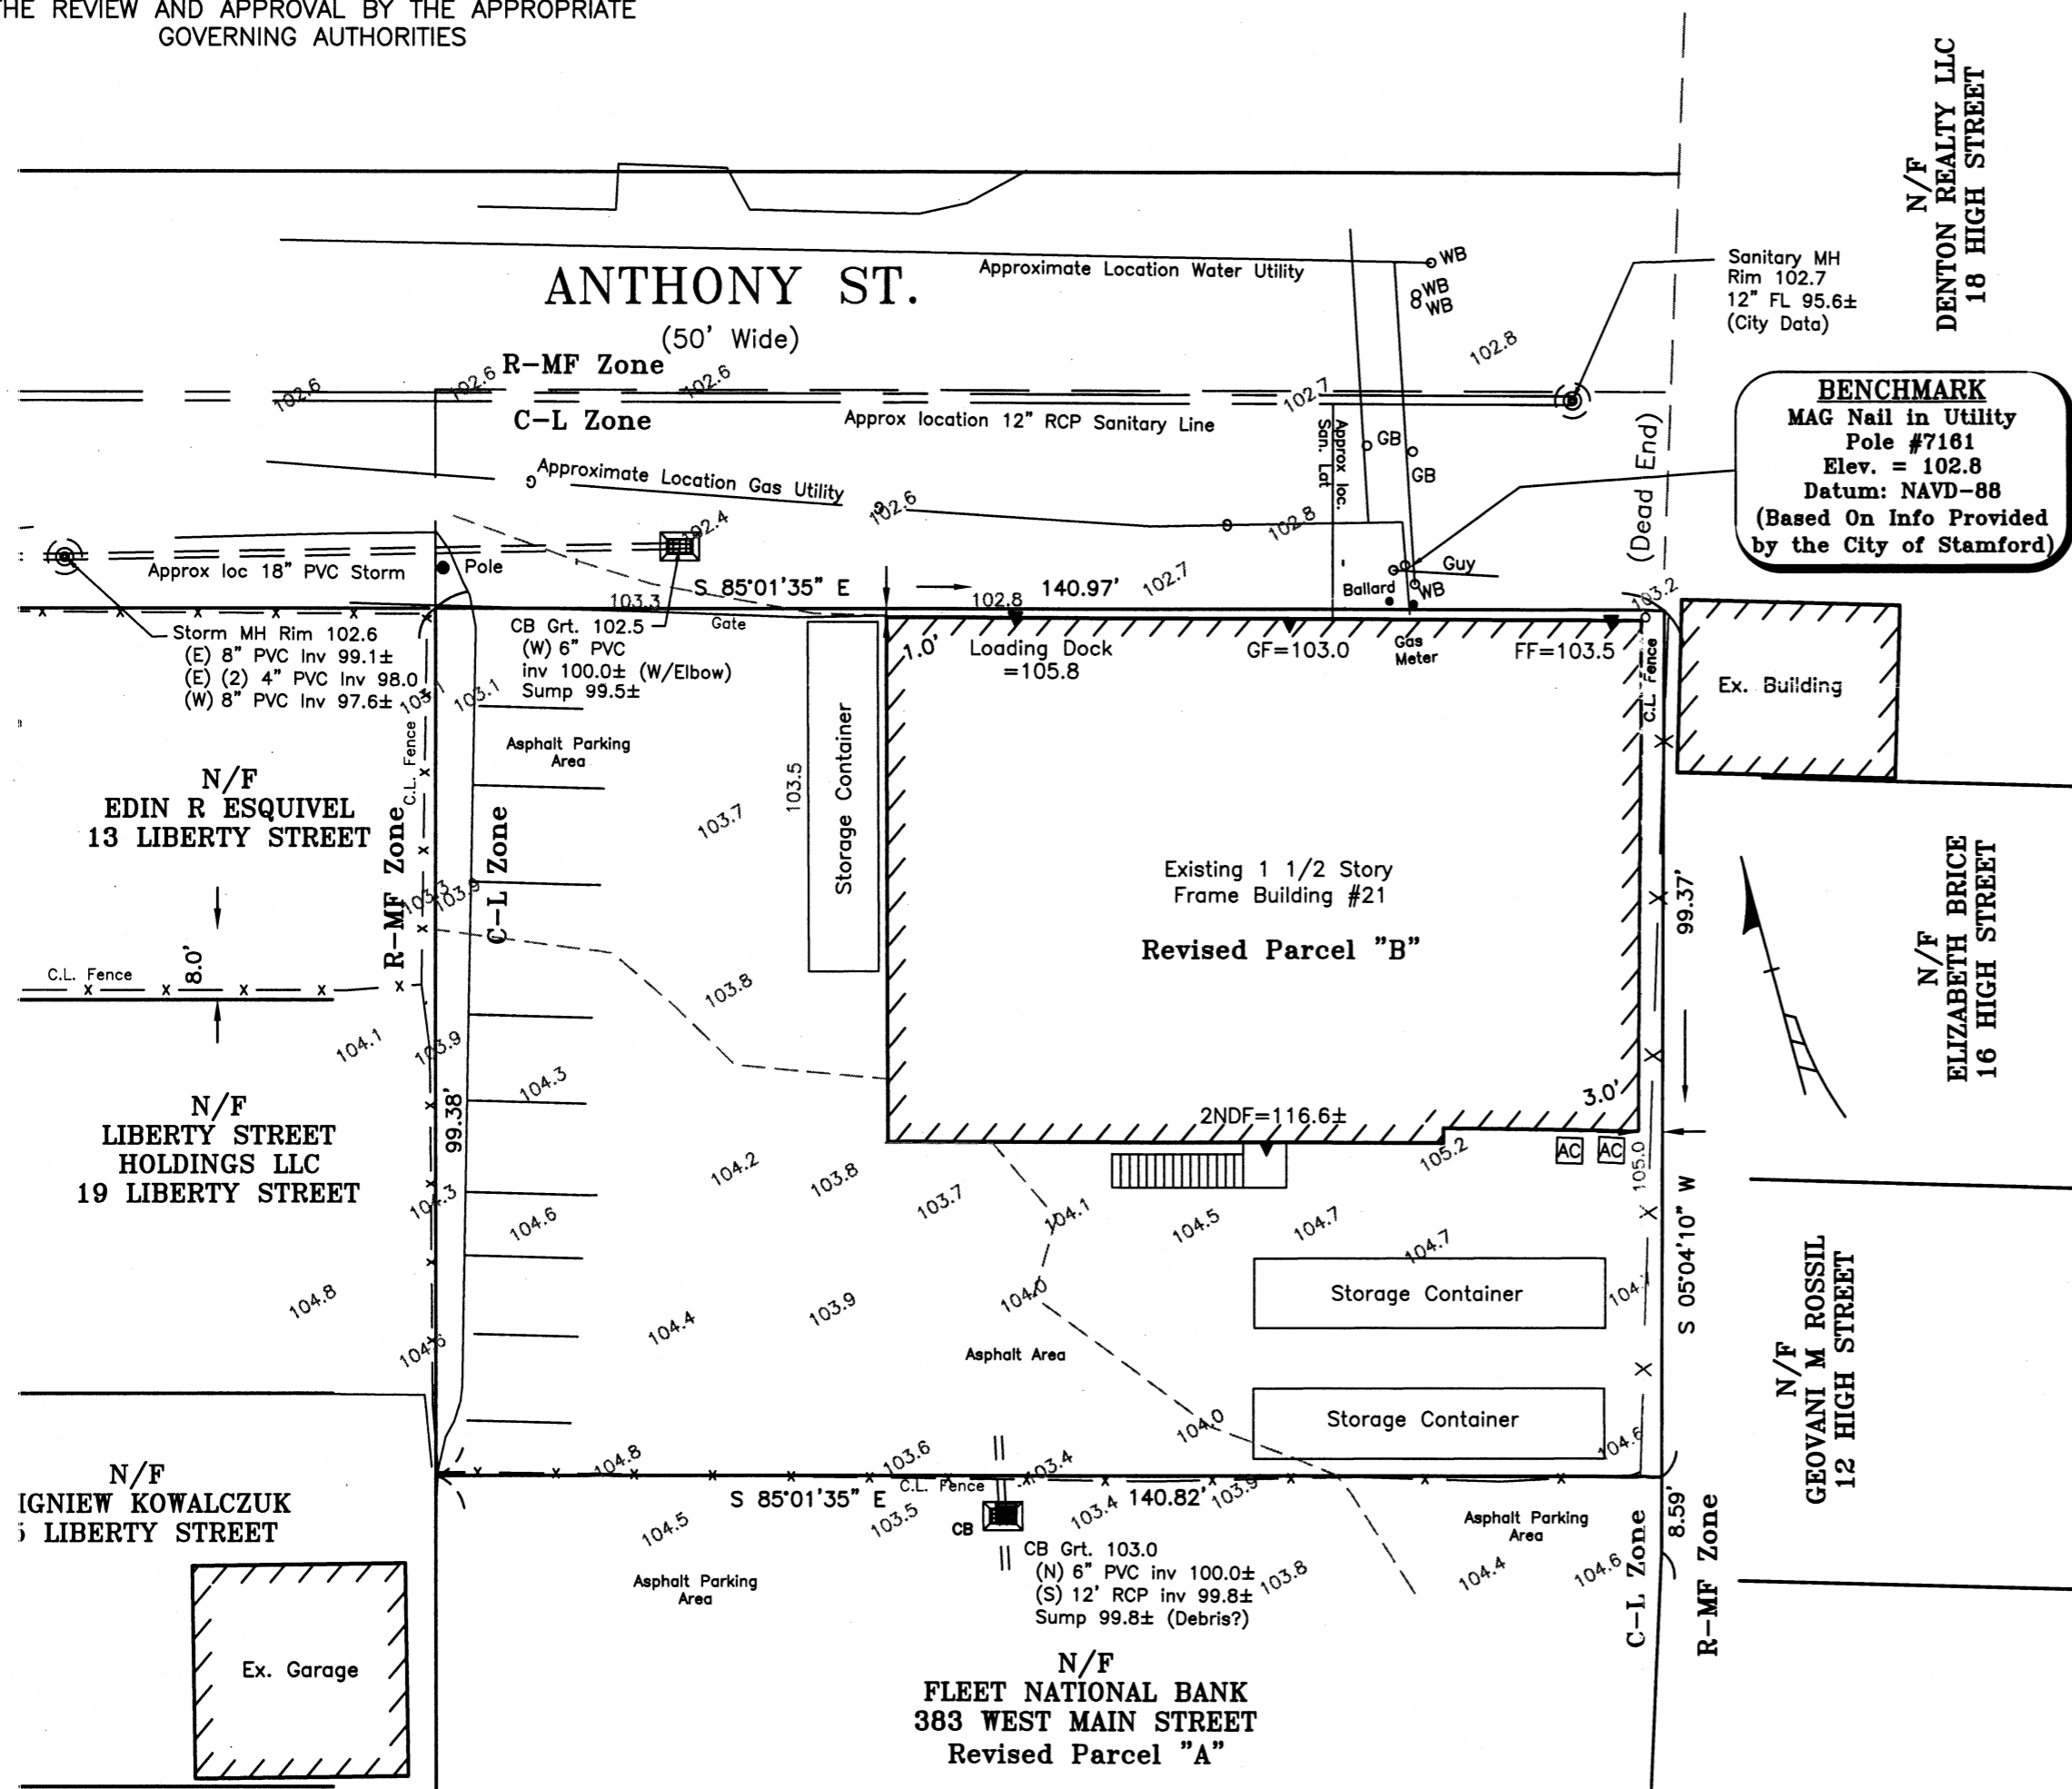 THE REVIEW AND APPROVAL BY THE APPROPRIATE
GOVERNING AUTHORITIES
N/F
DENTON REALTY LLC
18 HIGH STREET
ANTHONY ST.
(50' Wide)
Approximate Location Water Utility
WB
WB
WB
Sanitary MH
Rim 102.7
12" FL 95.6±
(City Data)
102.8
R-MF Zone
102.6
102.6
102.6
102.7
C-L Zone
Approx location 12" RCP Sanitary Line
Approx loc.
San. Lat
GB
GB
(Dead End)
BENCHMARK
MAG Nail in Utility
Pole #7161
Elev. = 102.8
Datum: NAVD-88
(Based On Info Provided
by the City of Stamford)
Approximate Location Gas Utility
102.6
102.4
102.8
Approx loc 18" PVC Storm
Pole
S 85°01'35" E
140.97'
102.7
Ballard
Guy
WB
103.2
103.3
102.8
Gate
Storm MH Rim 102.6
(E) 8" PVC Inv 99.1±
(E) (2) 4" PVC Inv 98.0
(W) 8" PVC Inv 97.6±
CB Grt. 102.5
(W) 6" PVC
inv 100.0± (W/Elbow)
Sump 99.5±
103.1
103.1
1.0'
Loading Dock
=105.8
GF=103.0
Gas
Meter
FF=103.5
C.L. Fence
Ex. Building
Asphalt Parking
Area
C.L. Fence
103.5
Storage Container
103.7
N/F
EDIN R ESQUIVEL
13 LIBERTY STREET
R-MF Zone
C-L Zone
103.3
103.9
Existing 1 1/2 Story
Frame Building #21
Revised Parcel "B"
99.37'
N/F
ELIZABETH BRICE
16 HIGH STREET
C.L. Fence
8.0'
103.8
104.1
103.9
104.3
99.38'
N/F
LIBERTY STREET
HOLDINGS LLC
19 LIBERTY STREET
2NDF=116.6±
3.0'
AC
AC
105.2
105.0
104.2
103.8
103.7
104.1
104.5
104.7
104.7
104.3
104.6
S 05°04'10" W
N/F
GEOVANI M ROSSIL
12 HIGH STREET
104.8
104.6
104.4
103.9
104.0
Storage Container
Asphalt Area
Storage Container
104.0
104.6
104.8
103.6
103.4
C.L. Fence
S 85°01'35" E
140.82'
103.9
N/F
IGNIEW KOWALCZUK
LIBERTY STREET
104.5
103.5
103.4
CB
CB Grt. 103.0
(N) 6" PVC inv 100.0±
(S) 12' RCP inv 99.8±
Sump 99.8± (Debris?)
103.8
Asphalt Parking
Area
104.4
104.6
8.59'
C-L Zone
R-MF Zone
Asphalt Parking
Area
Ex. Garage
N/F
FLEET NATIONAL BANK
383 WEST MAIN STREET
Revised Parcel "A"